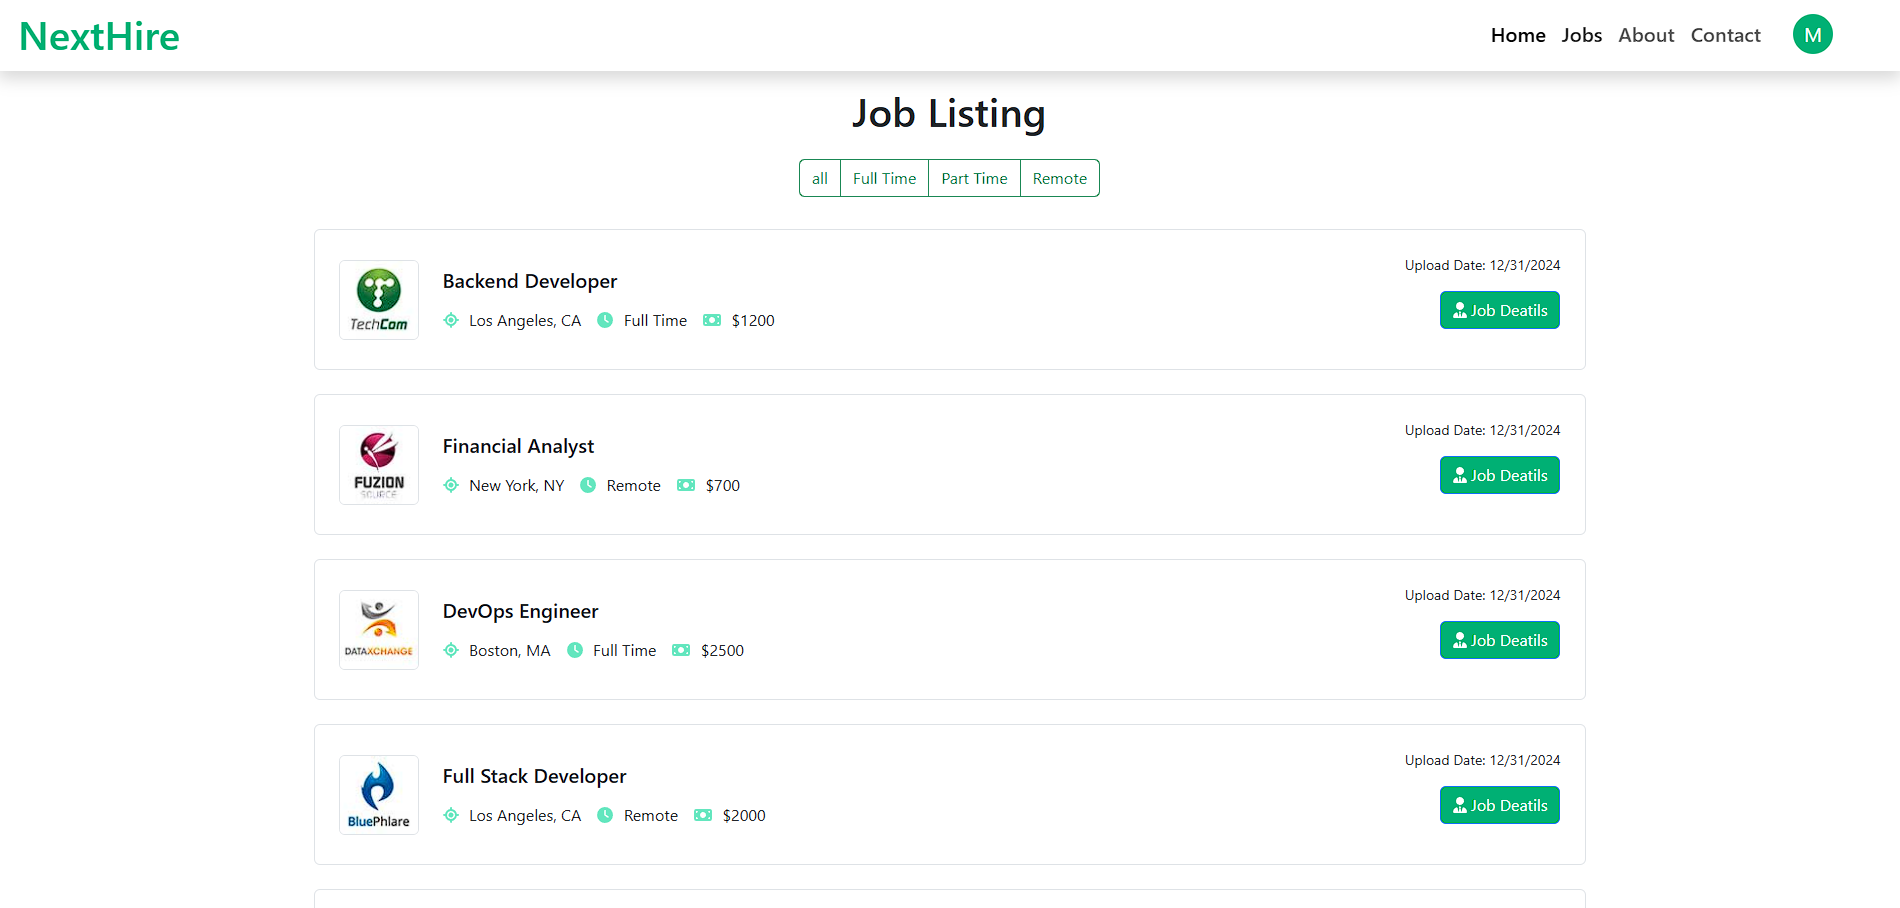 NextHire
Home Jobs About Contact M
Job Listing
all Full Time Part Time Remote
Upload Date: 12/31/2024
TechCom
Backend Developer
Los Angeles, CA Full Time $1200
Job Deatils
Upload Date: 12/31/2024
FUZION
SOURCE
Financial Analyst
New York, NY Remote $700
Job Deatils
Upload Date: 12/31/2024
DATAXCHANGE
DevOps Engineer
Boston, MA Full Time $2500
Job Deatils
Upload Date: 12/31/2024
BluePhlare
Full Stack Developer
Los Angeles, CA Remote $2000
Job Deatils